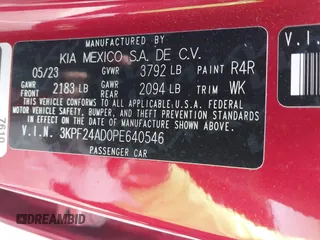 MFD. BY
KIA MEXICO S.A. DE C.V.
05/23 GVWR 3792 LB PAINT R4R
GAWR FRONT 2183 LB GAWR REAR 2094 LB TRIM WK
THIS VEHICLE CONFORMS TO ALL APPLICABLE U.S. FEDERAL
MOTOR VEHICLE SAFETY, BUMPER, AND THEFT PREVENTION STANDARDS
IN EFFECT ON THE DATE OF MANUFACTURE SHOWN ABOVE.
V.I.N. 3KPF24AD0PE640546
PASSENGER CAR
V.I.N
7610
DREAMBID